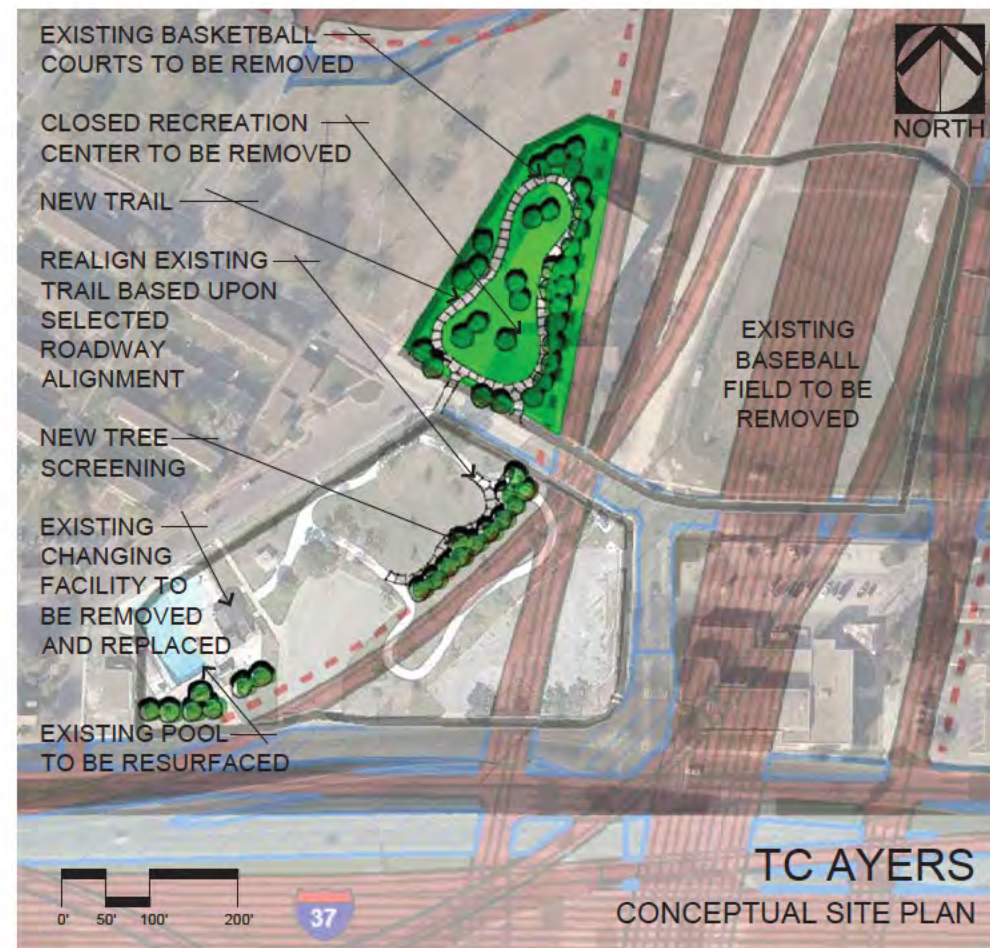 EXISTING BASKETBALL
COURTS TO BE REMOVED
CLOSED RECREATION
CENTER TO BE REMOVED
NEW TRAIL
REALIGN EXISTING
TRAIL BASED UPON
SELECTED
ROADWAY
ALIGNMENT
NEW TREE
SCREENING
EXISTING
CHANGING
FACILITY TO
BE REMOVED
AND REPLACED
EXISTING POOL
TO BE RESURFACED
NORTH
EXISTING
BASEBALL
FIELD TO BE
REMOVED
0' 50' 100' 200'
37
TC AYERS
CONCEPTUAL SITE PLAN